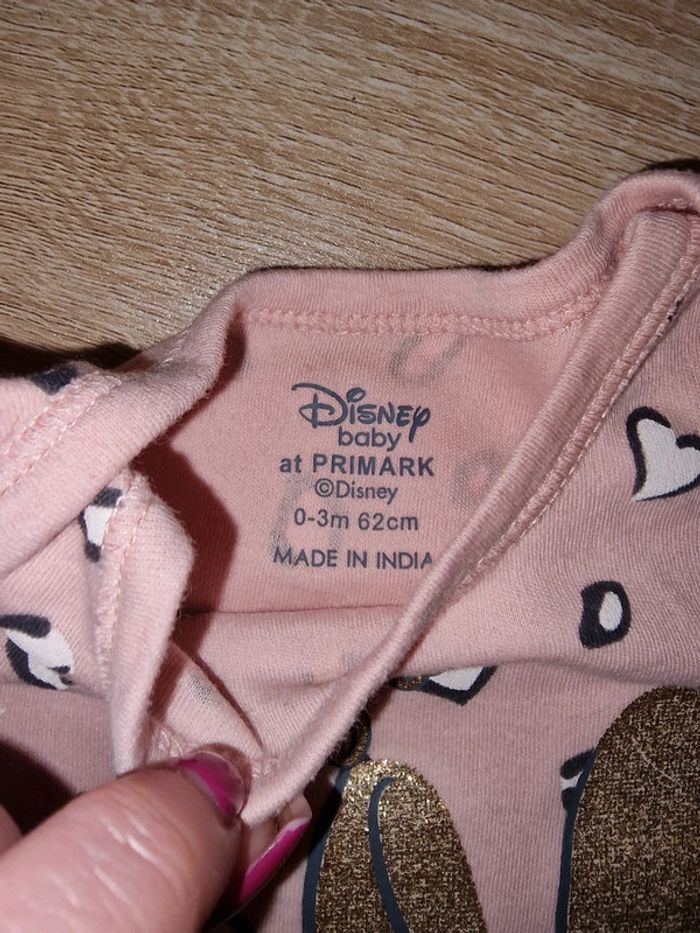 Disney
baby
at PRIMARK
©Disney
0-3m 62cm
MADE IN INDIA